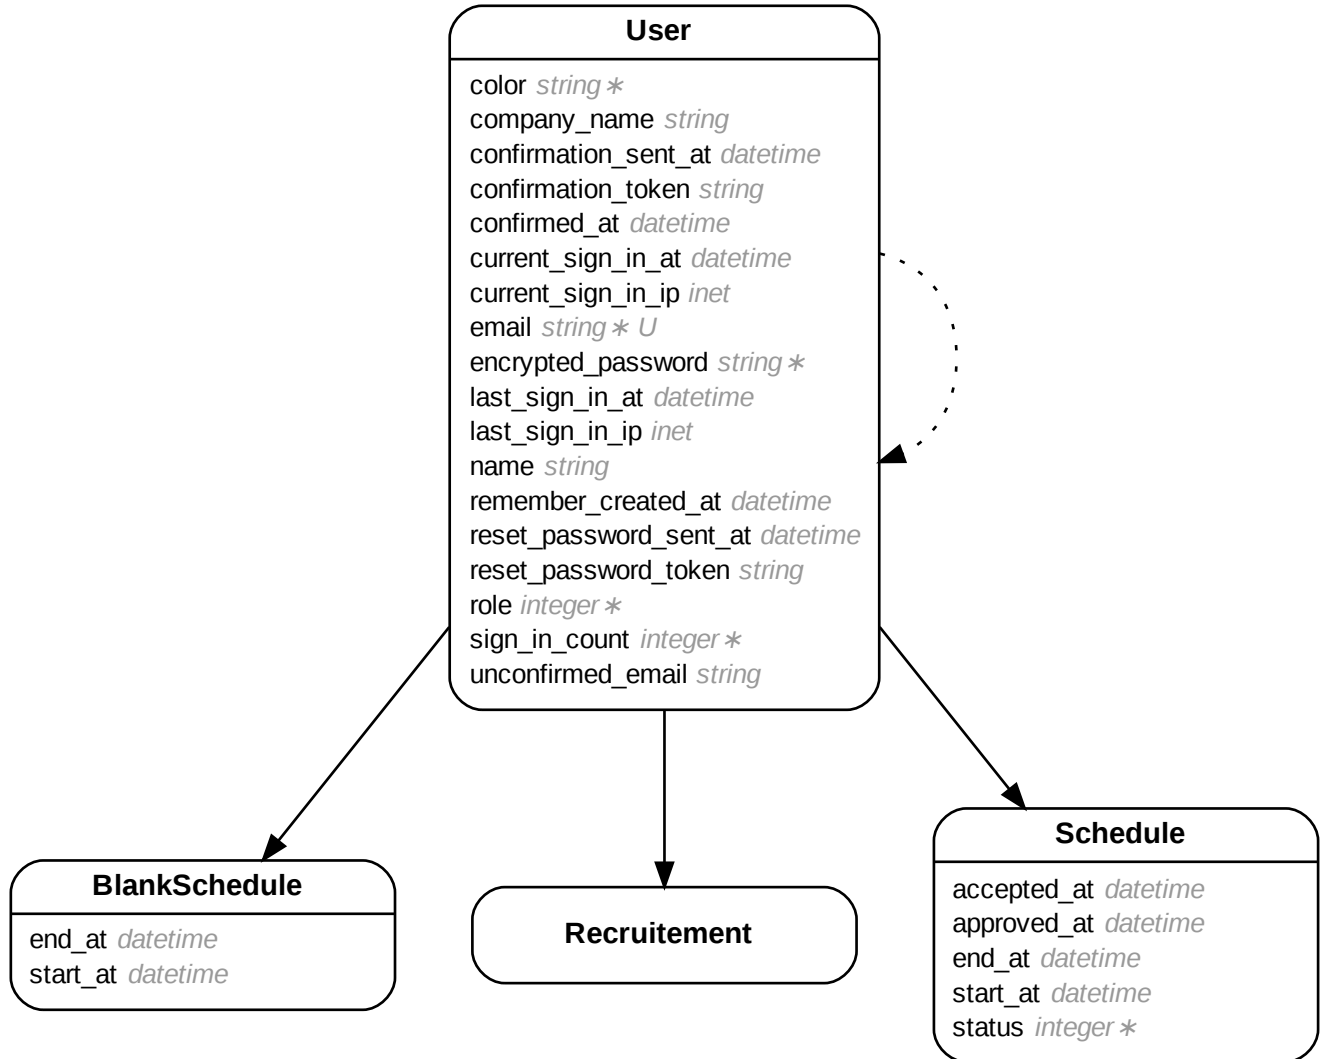 User
color string ∗
company_name string
confirmation_sent_at datetime
confirmation_token string
confirmed_at datetime
current_sign_in_at datetime
current_sign_in_ip inet
email string ∗ U
encrypted_password string ∗
last_sign_in_at datetime
last_sign_in_ip inet
name string
remember_created_at datetime
reset_password_sent_at datetime
reset_password_token string
role integer ∗
sign_in_count integer ∗
unconfirmed_email string
BlankSchedule
end_at datetime
start_at datetime
Recruitement
Schedule
accepted_at datetime
approved_at datetime
end_at datetime
start_at datetime
status integer ∗